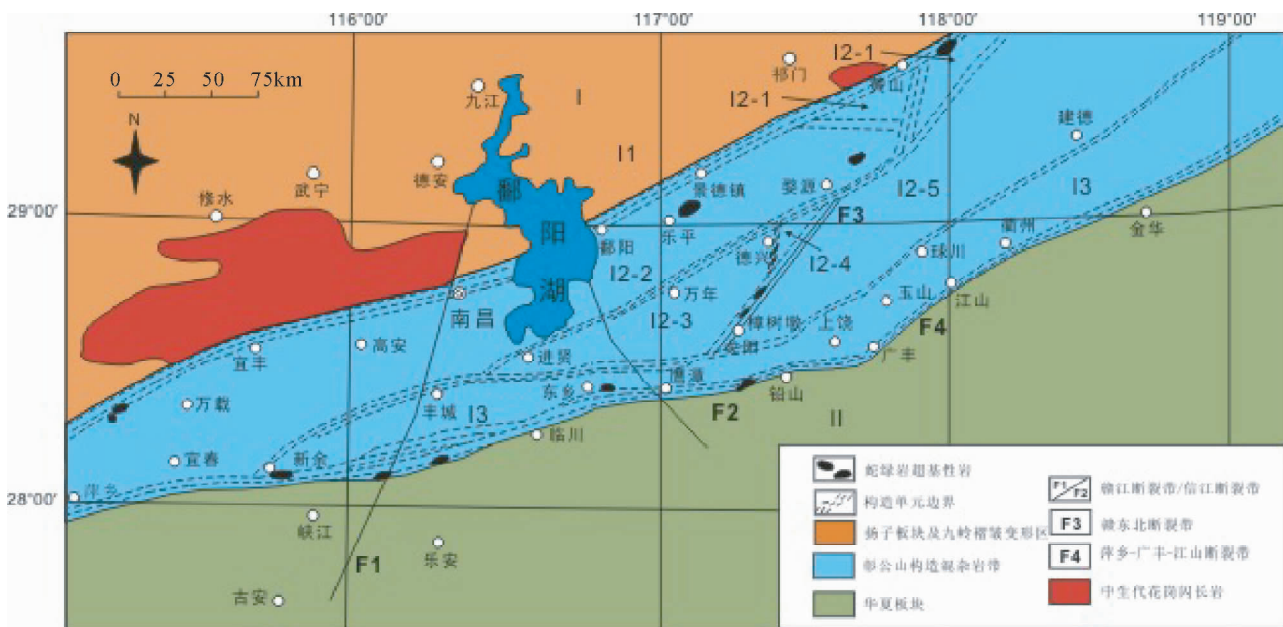 116°00′ 117°00′ 118°00′ 119°00′
0 25 50 75km
N
九江
I
祁门
I2-1
黄山
I2-1
建德
I1
武宁
德安
修水
鄱
阳
湖
景德镇
婺源
I2-5
I3
29°00′
鄱阳
乐平
F3
衢州
金华
德兴
I2-4
球川
I2-2
万年
玉山
江山
南昌
I2-3
樟树墩
上饶
F4
宜丰
高安
进贤
广丰
万载
丰城
I3
东乡
鹰潭
铅山
F2
II
临川
宜春
新余
萍乡
28°00′
峡江
乐安
F1
古安
蛇绿岩超基性岩
构造单元边界
扬子板块及九岭褶皱变形区
彰公山构造混杂岩带
华夏板块
F1 F2 赣江断裂带/信江断裂带
F3 赣东北断裂带
F4 萍乡-广丰-江山断裂带
中生代花岗闪长岩